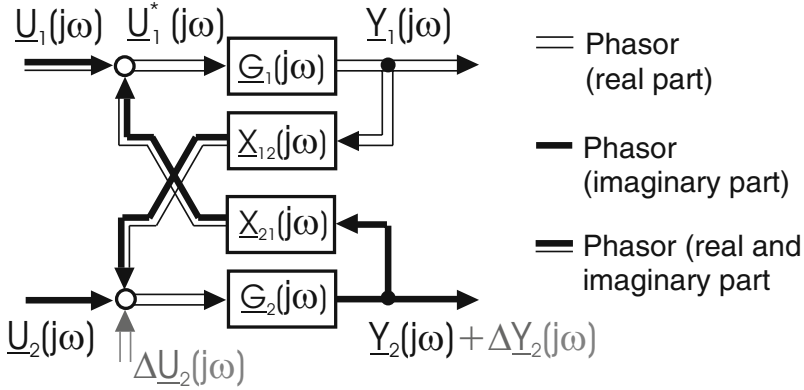 U₁(jω) U₁*(jω) Y₁(jω)
G₁(jω)
X₁₂(jω)
X₂₁(jω)
G₂(jω)
U₂(jω) Y₂(jω)+ΔY₂(jω)
ΔU₂(jω)
Phasor
(real part)
Phasor
(imaginary part)
Phasor (real and
imaginary part